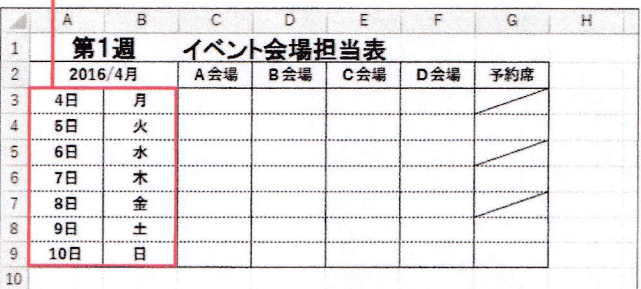 A B C D E F G H
1 第1週 イベント会場担当表
2 2016/4月 A会場 B会場 C会場 D会場 予約席
3 4日 月
4 5日 火
5 6日 水
6 7日 木
7 8日 金
8 9日 土
9 10日 日
10